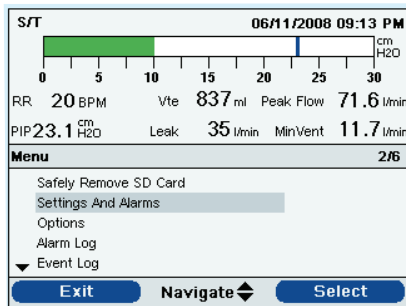 S/T 06/11/2008 09:13 PM
cm
H2O
0 5 10 15 20 25 30
RR 20 BPM Vte 837 ml Peak Flow 71.6 l/min
PIP 23.1 cm H2O Leak 35 l/min MinVent 11.7 l/min
Menu 2/6
Safely Remove SD Card
Settings And Alarms
Options
Alarm Log
Event Log
Exit Navigate Select